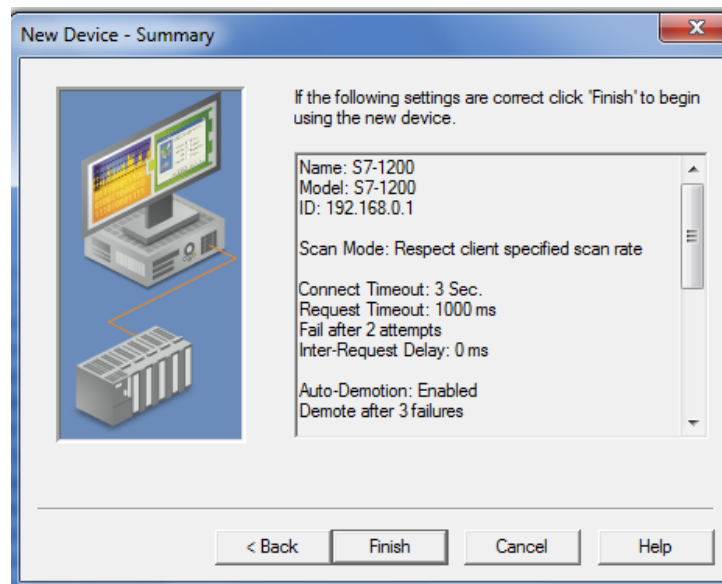 New Device - Summary
If the following settings are correct click 'Finish' to begin
using the new device.
Name: S7-1200
Model: S7-1200
ID: 192.168.0.1
Scan Mode: Respect client specified scan rate
Connect Timeout: 3 Sec.
Request Timeout: 1000 ms
Fail after 2 attempts
Inter-Request Delay: 0 ms
Auto-Demotion: Enabled
Demote after 3 failures
< Back Finish Cancel Help